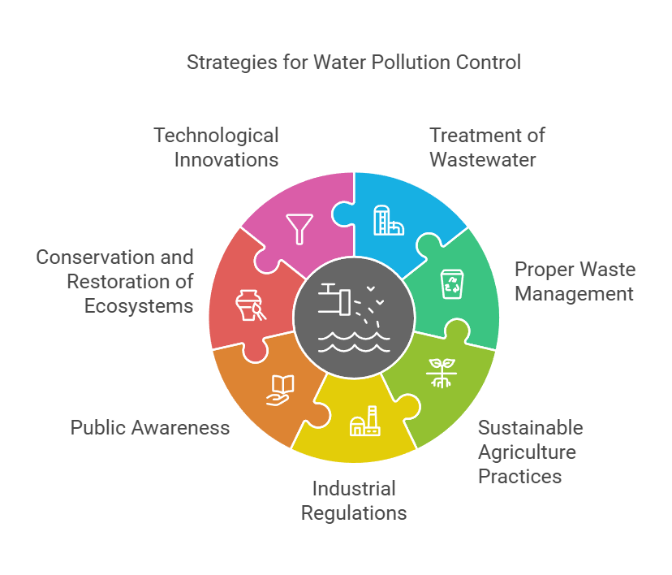 Strategies for Water Pollution Control
Technological
Innovations
Treatment of
Wastewater
Conservation and
Restoration of
Ecosystems
Proper Waste
Management
Public Awareness
Sustainable
Agriculture
Practices
Industrial
Regulations